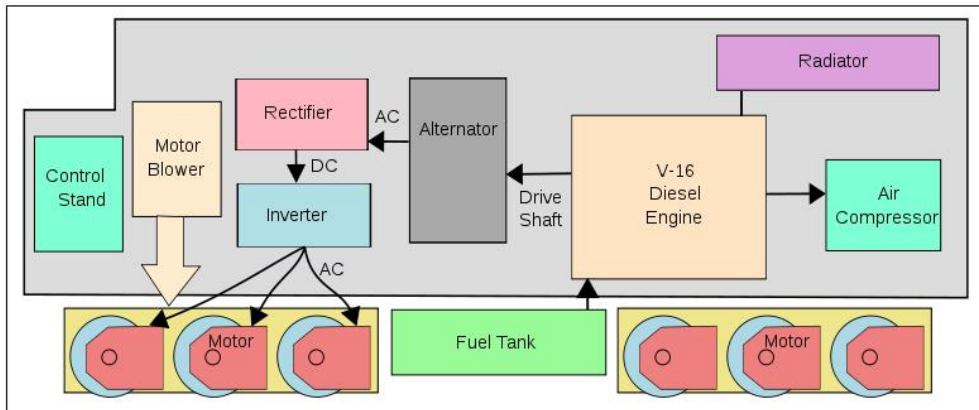 Radiator
Rectifier
AC
Alternator
Motor
Blower
Control
Stand
DC
Inverter
AC
Drive
Shaft
V-16
Diesel
Engine
Air
Compressor
Motor
Fuel Tank
Motor